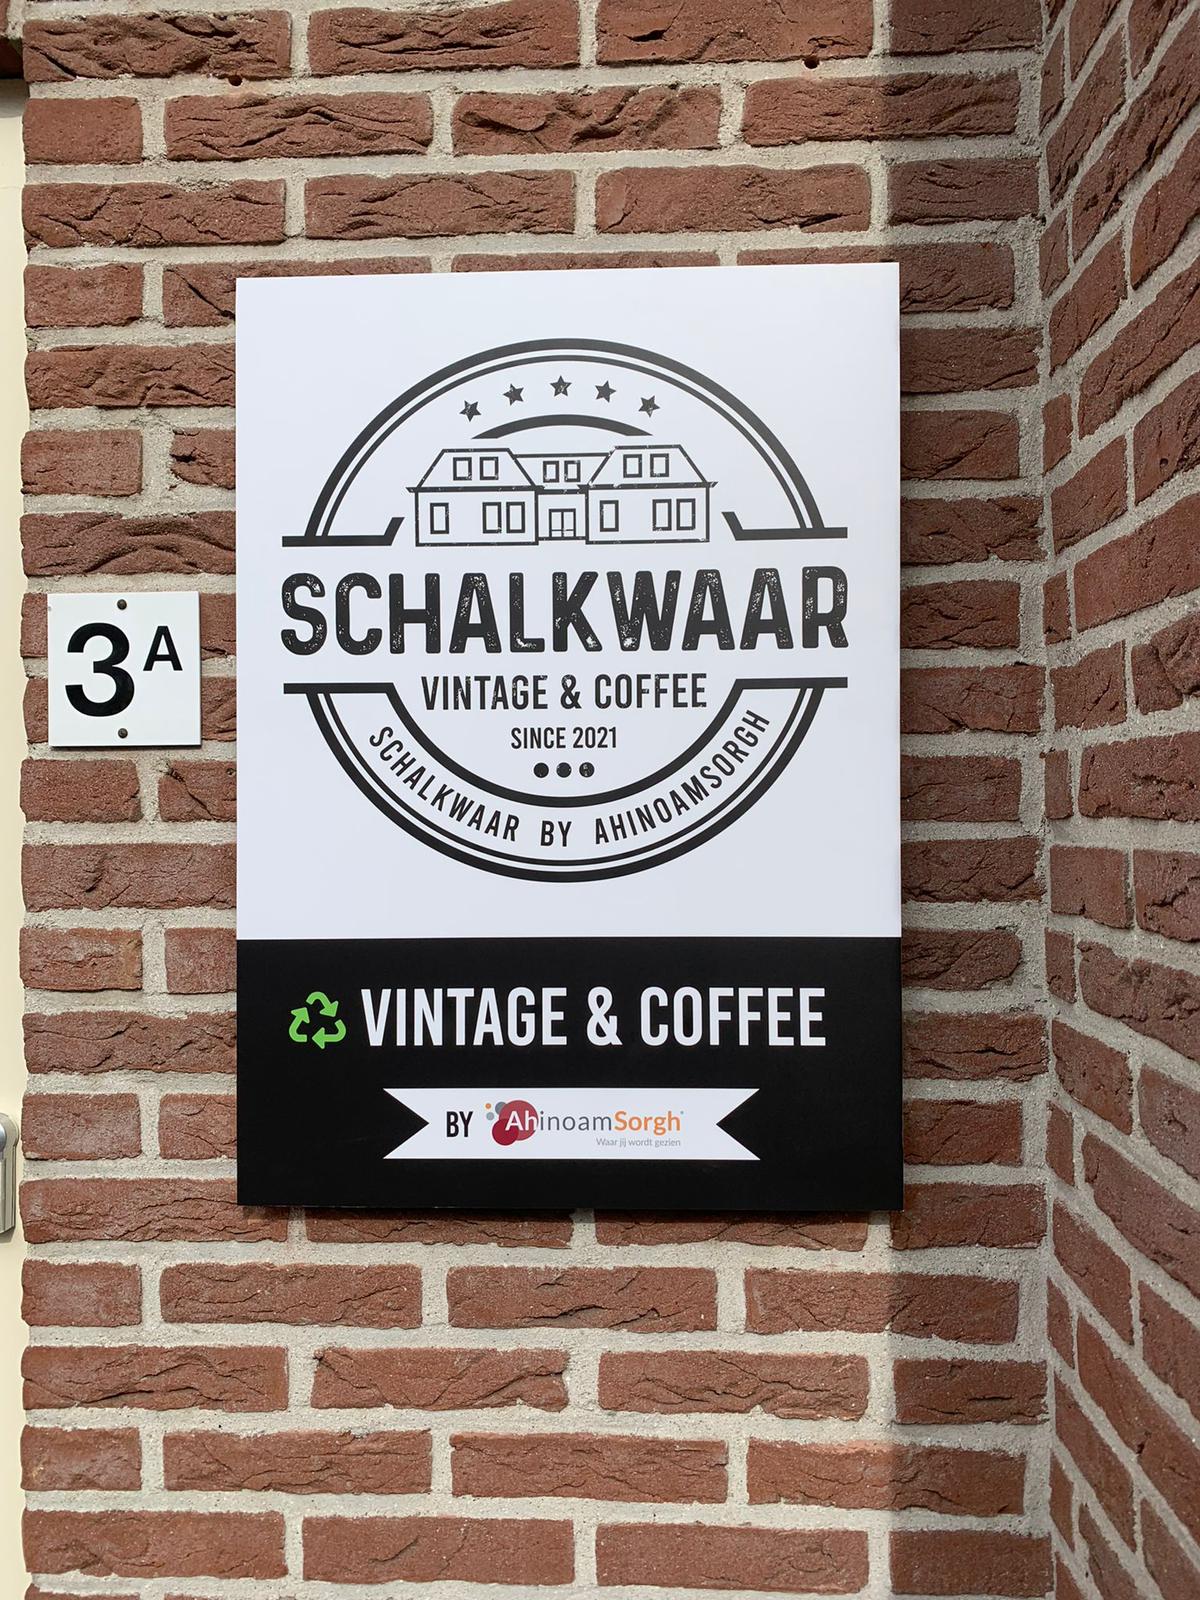 3A
SCHALKWAAR
VINTAGE & COFFEE
SINCE 2021
SCHALKWAAR BY AHINOAMSORGH
VINTAGE & COFFEE
BY AhinoamSorgh®
Waar jij wordt gezien